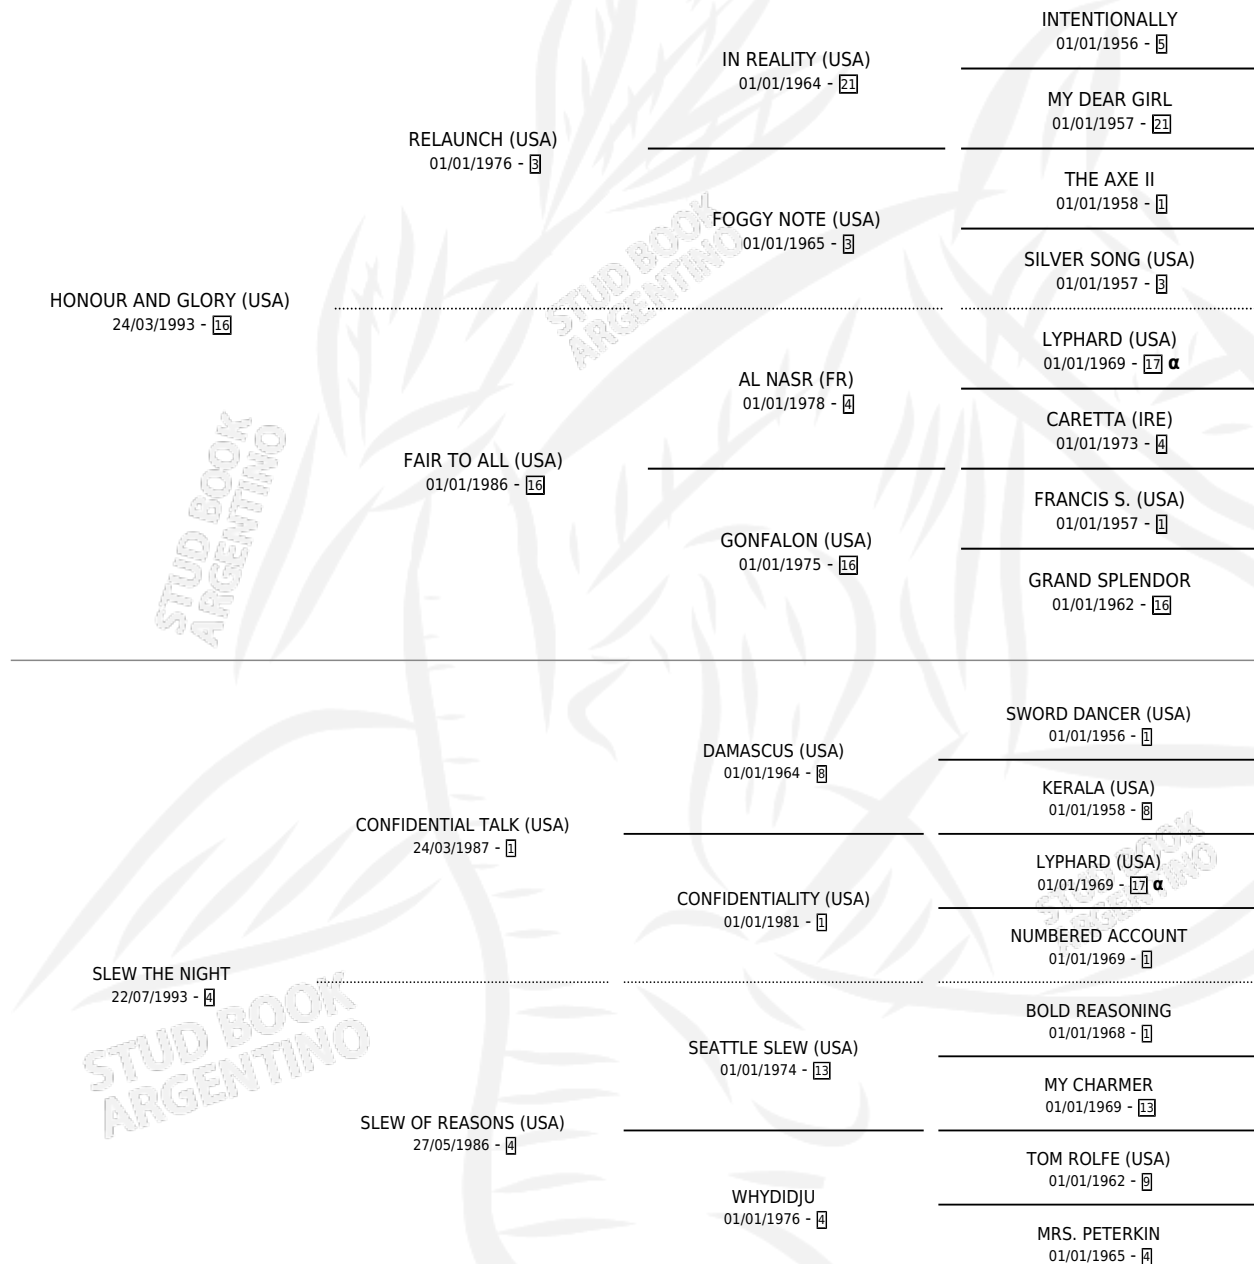 INTENTIONALLY
01/01/1956 - 5
IN REALITY (USA)
01/01/1964 - 21
MY DEAR GIRL
01/01/1957 - 21
RELAUNCH (USA)
01/01/1976 - 3
THE AXE II
01/01/1958 - 1
FOGGY NOTE (USA)
01/01/1965 - 3
SILVER SONG (USA)
01/01/1957 - 3
STUD BOOK
ARGENTINO
HONOUR AND GLORY (USA)
24/03/1993 - 16
LYPHARD (USA)
01/01/1969 - 17 α
AL NASR (FR)
01/01/1978 - 4
CARETTA (IRE)
01/01/1973 - 4
FAIR TO ALL (USA)
01/01/1986 - 16
FRANCIS S. (USA)
01/01/1957 - 1
GONFALON (USA)
01/01/1975 - 16
GRAND SPLENDOR
01/01/1962 - 16
STUD BOOK
ARGENTINO
SWORD DANCER (USA)
01/01/1956 - 1
DAMASCUS (USA)
01/01/1964 - 8
KERALA (USA)
01/01/1958 - 8
CONFIDENTIAL TALK (USA)
24/03/1987 - 1
LYPHARD (USA)
01/01/1969 - 17 α
STUD BOOK
ARGENTINO
CONFIDENTIALITY (USA)
01/01/1981 - 1
NUMBERED ACCOUNT
01/01/1969 - 1
SLEW THE NIGHT
22/07/1993 - 4
STUD BOOK
ARGENTINO
BOLD REASONING
01/01/1968 - 1
SEATTLE SLEW (USA)
01/01/1974 - 13
MY CHARMER
01/01/1969 - 13
SLEW OF REASONS (USA)
27/05/1986 - 4
TOM ROLFE (USA)
01/01/1962 - 9
WHYDIDJU
01/01/1976 - 4
MRS. PETERKIN
01/01/1965 - 4